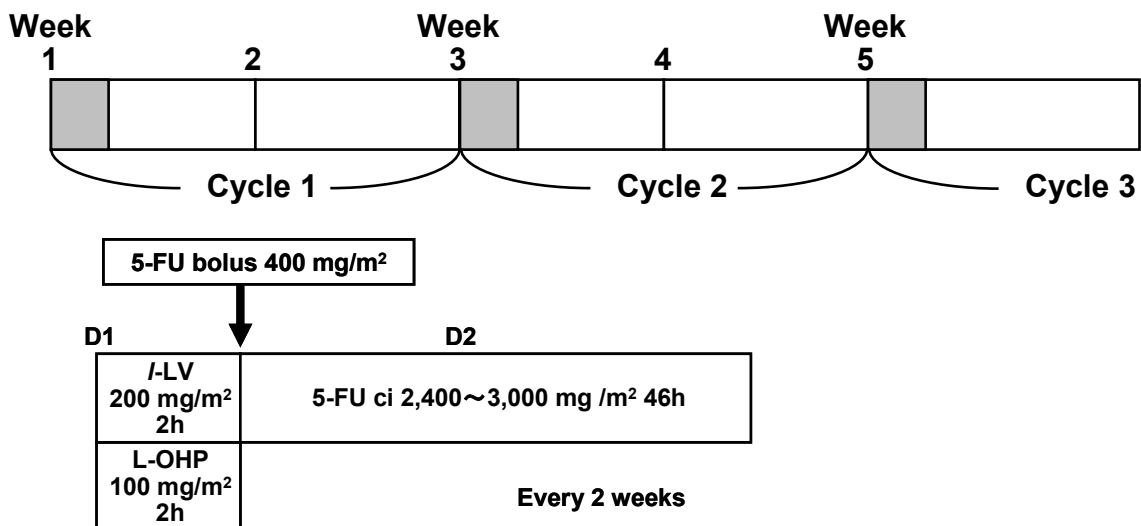 Week Week Week
1 2 3 4 5
Cycle 1 Cycle 2 Cycle 3
5-FU bolus 400 mg/m²
D1 D2
l-LV
200 mg/m²
2h
5-FU ci 2,400～3,000 mg /m² 46h
L-OHP
100 mg/m²
2h
Every 2 weeks